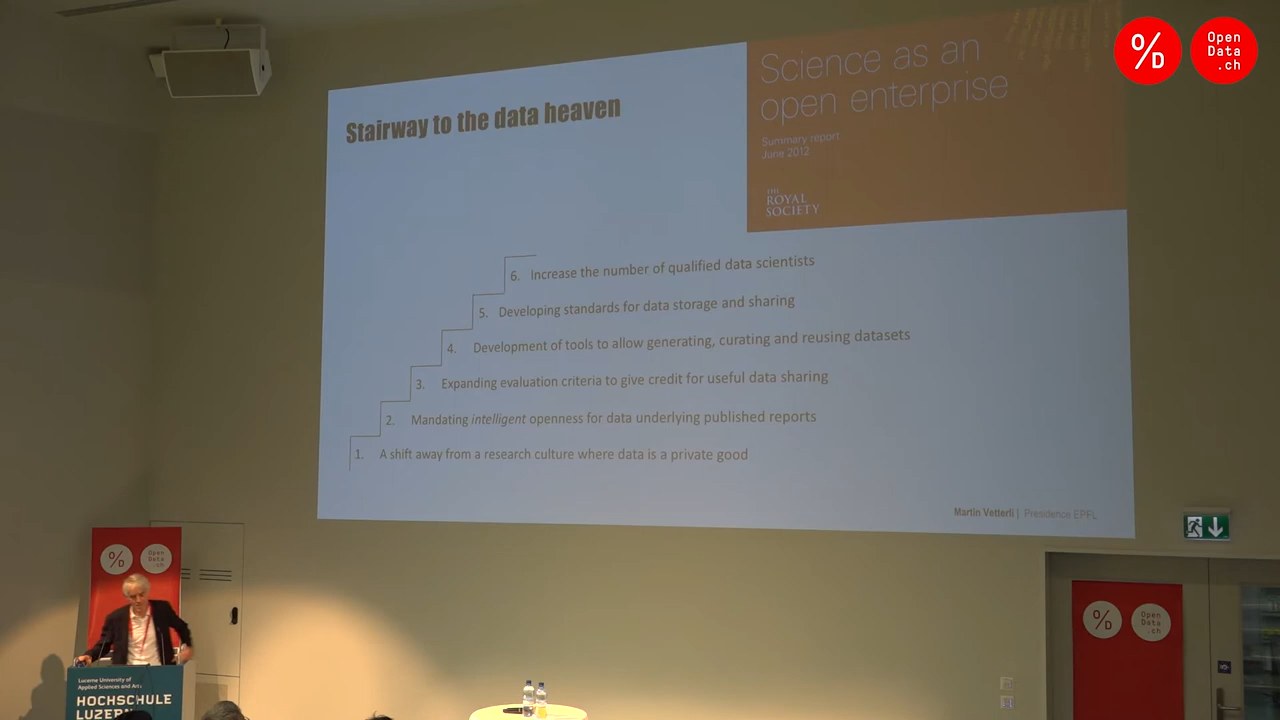 %D
Open
Data
.ch
Science as an
open enterprise
Summary report
June 2012
THE
ROYAL
SOCIETY
Stairway to the data heaven
6. Increase the number of qualified data scientists
5. Developing standards for data storage and sharing
4. Development of tools to allow generating, curating and reusing datasets
3. Expanding evaluation criteria to give credit for useful data sharing
2. Mandating intelligent openness for data underlying published reports
1. A shift away from a research culture where data is a private good
Martin Vetterli | Presidence EPFL
%D
Open
Data
.ch
Lucerne University of
Applied Sciences and Arts
HOCHSCHULE
LUZERN
%D
Open
Data
.ch